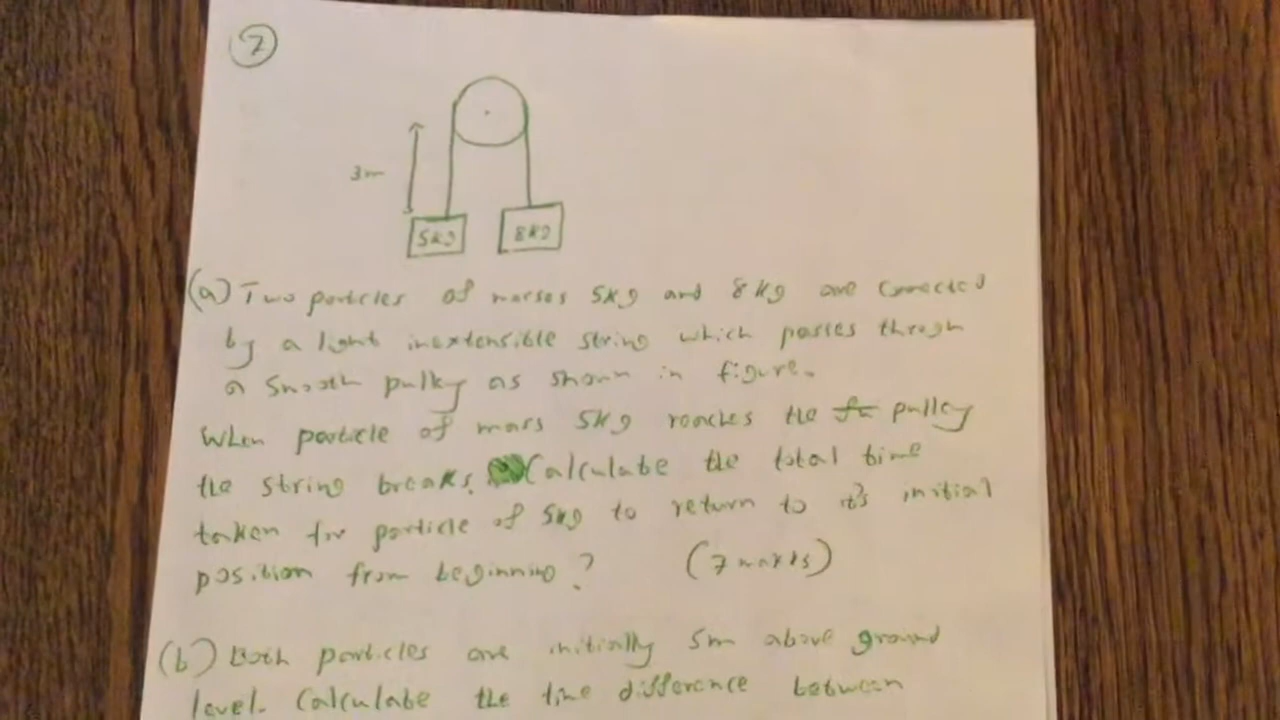 7
3m
5kg
8kg
(a) Two particles of masses 5kg and 8kg are connected
by a light inextensible string which passes through
a smooth pulley as shown in figure.
When particle of mass 5kg reaches the pulley
the string breaks. Calculate the total time
taken for particle of 5kg to return to it's initial
position from beginning? (7 marks)
(b) Both particles are initially 5m above ground
level. Calculate the time difference between